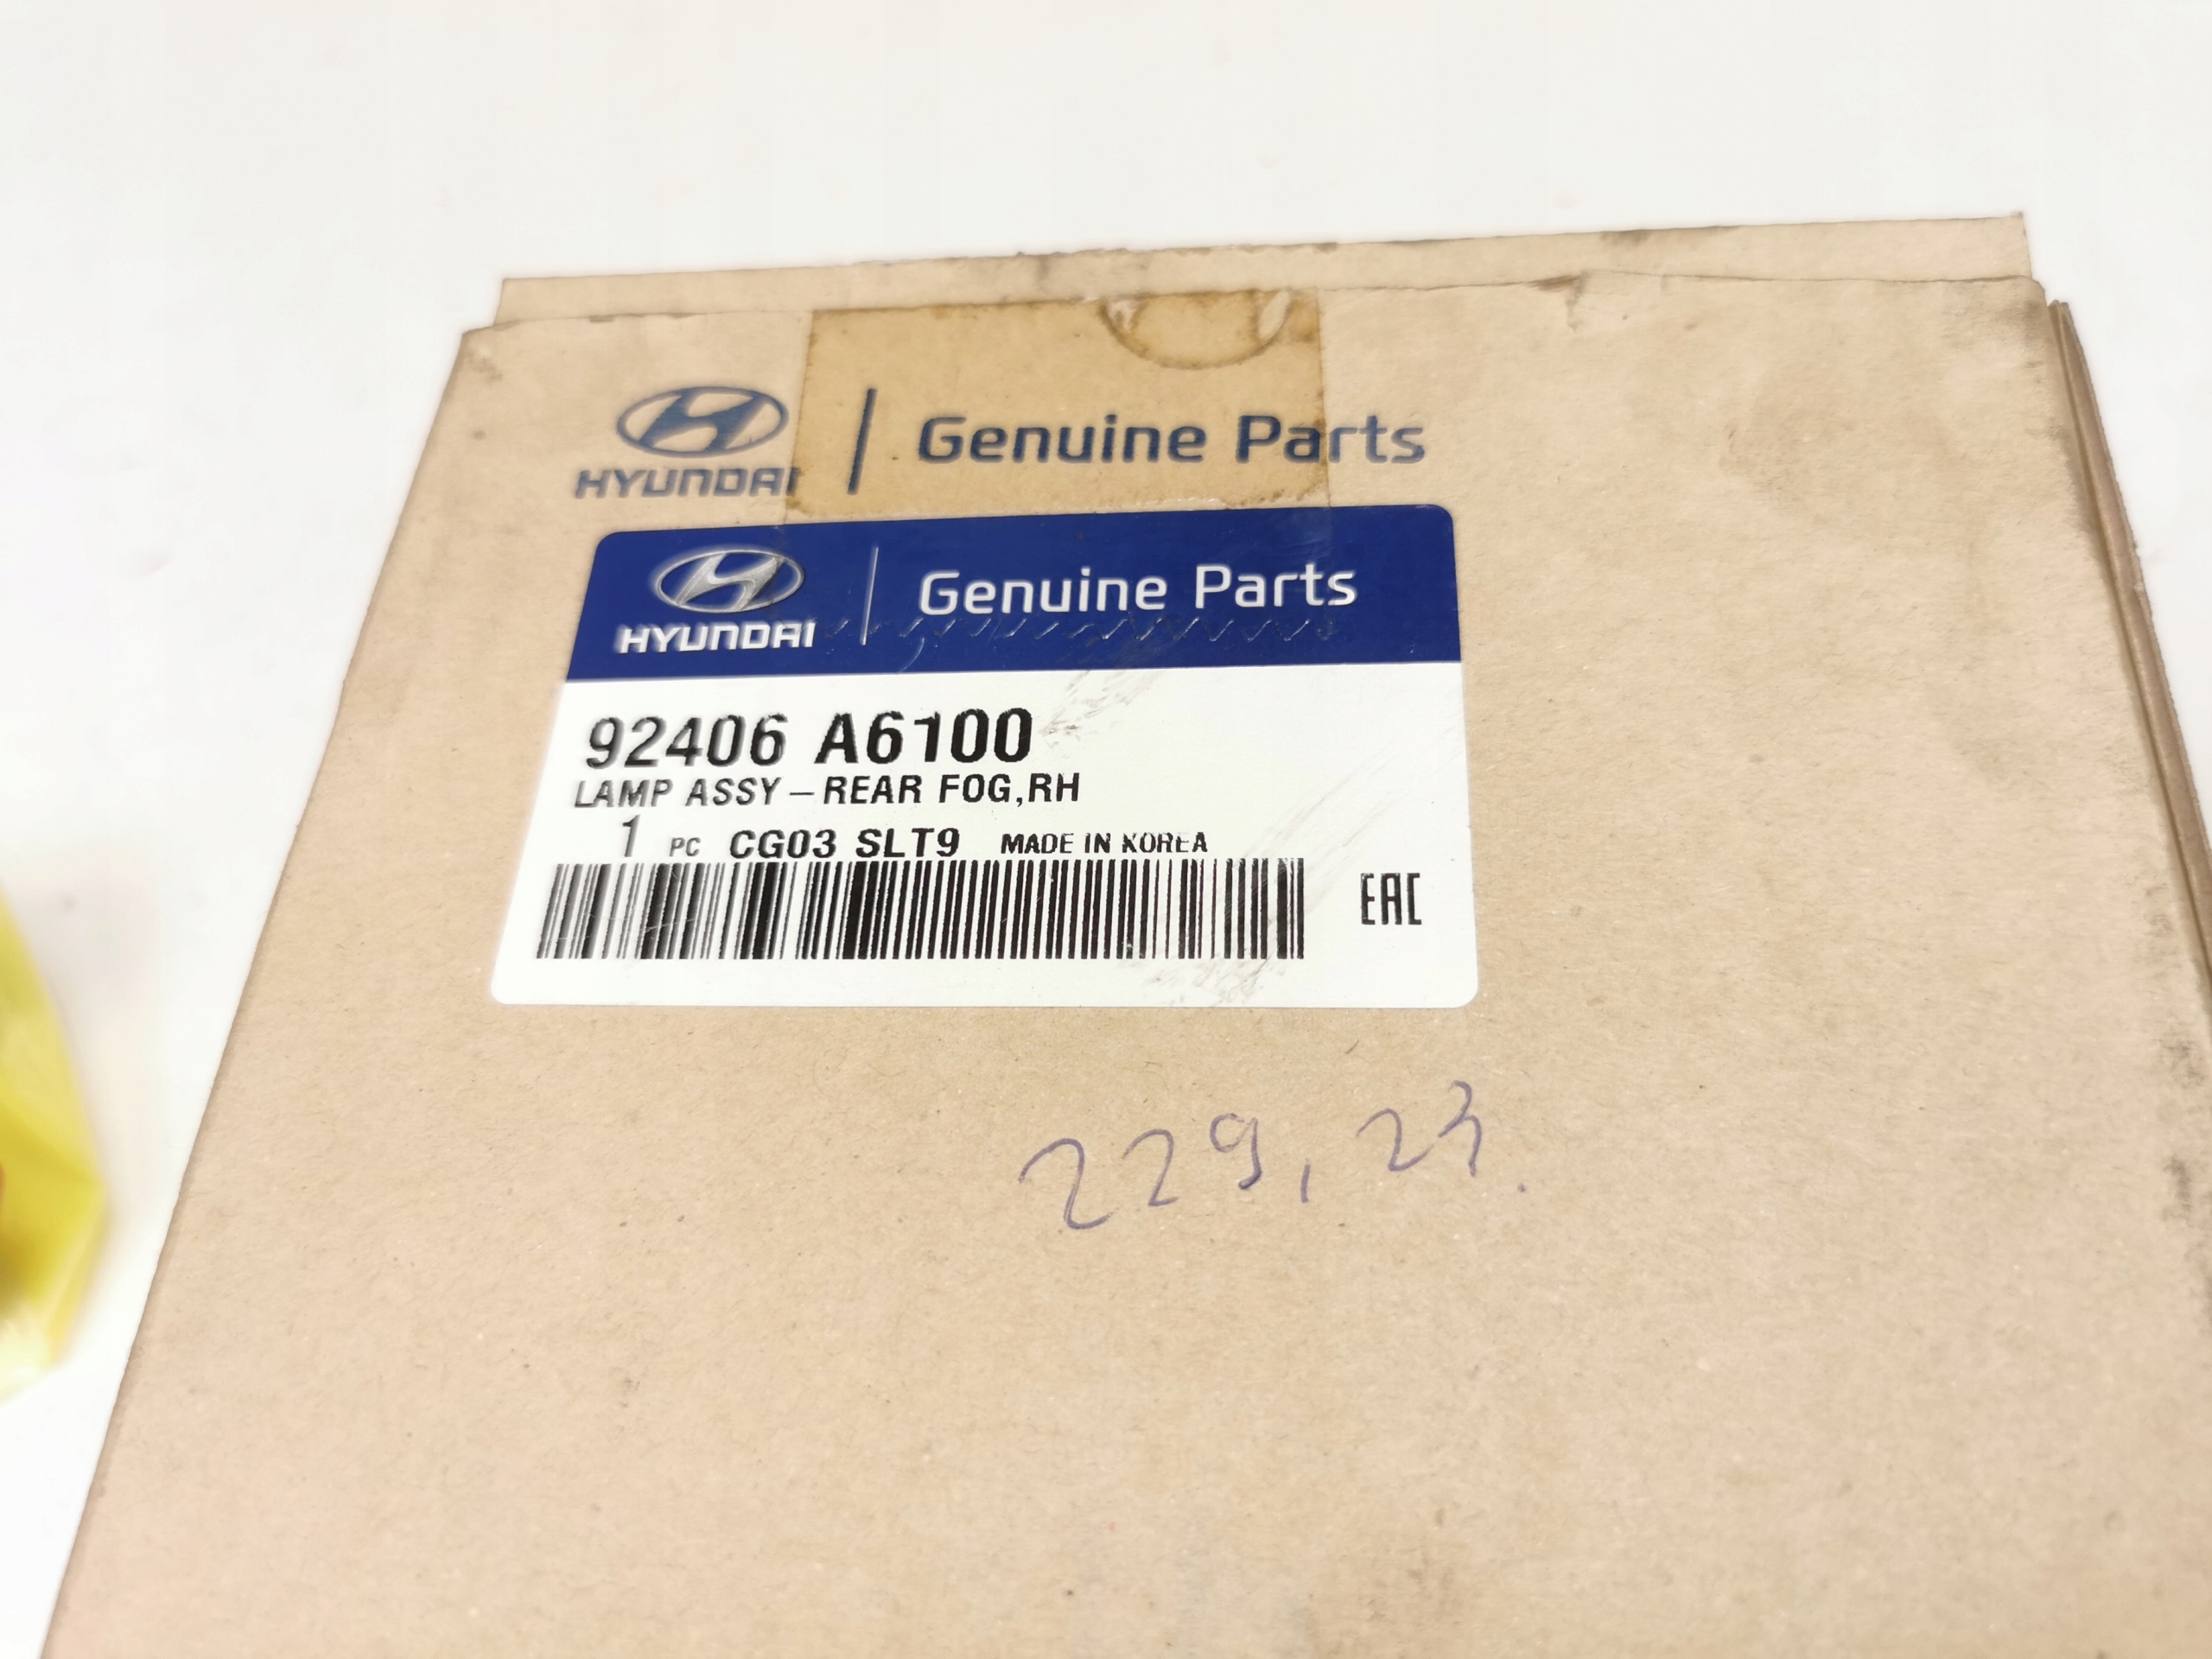 HYUNDAI Genuine Parts
HYUNDAI Genuine Parts
92406 A6100
LAMP ASSY-REAR FOG,RH
1 PC CG03 SLT9 MADE IN KOREA
EAC
229,23.